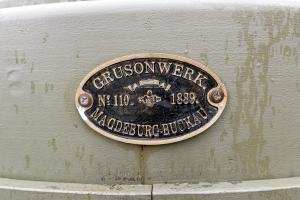 GRUSONWERK.
No. 110. 1889.
MAGDEBURG-BUCKAU.